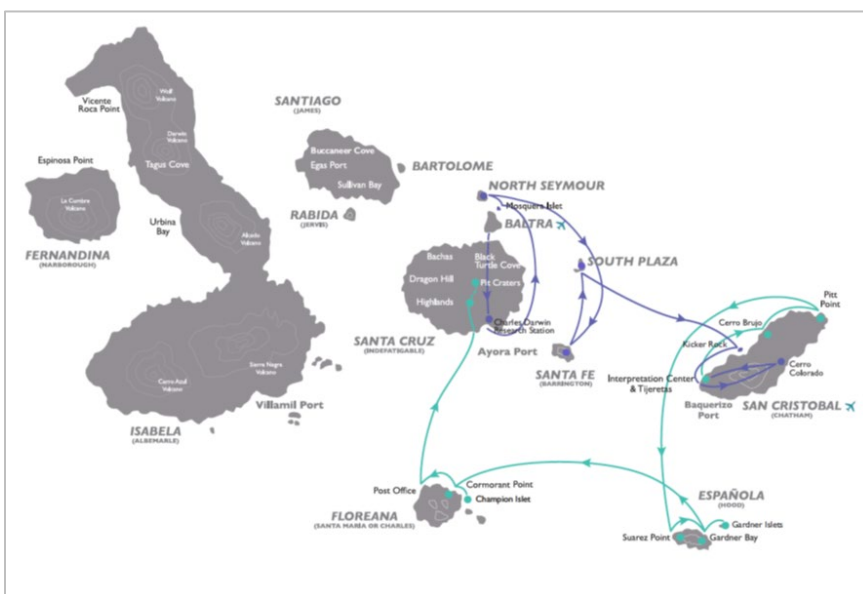 Vicente
Roca Point
Wolf
Volcano
Darwin
Volcano
Tagus Cove
Espinosa Point
La Cumbre
Volcano
FERNANDINA
(NARBOROUGH)
Urbina
Bay
Alcedo
Volcano
Cerro Azul
Volcano
Sierra Negra
Volcano
Villamil Port
ISABELA
(ALBEMARLE)
SANTIAGO
(JAMES)
Buccaneer Cove
Egas Port
Sullivan Bay
BARTOLOME
RABIDA
(JERVIS)
NORTH SEYMOUR
Mosquera Islet
BALTRA
Bachas
Black
Turtle Cove
Dragon Hill
Pit Craters
Highlands
Charles Darwin
Research Station
SANTA CRUZ
(INDEFATIGABLE)
Ayora Port
SOUTH PLAZA
SANTA FE
(BARRINGTON)
Pitt
Point
Cerro Brujo
Kicker Rock
Cerro
Colorado
Interpretation Center
& Tijeretas
Baquerizo
Port
SAN CRISTOBAL
(CHATHAM)
Post Office
Cormorant Point
Champion Islet
FLOREANA
(SANTA MARIA OR CHARLES)
ESPAÑOLA
(HOOD)
Gardner Islets
Suarez Point
Gardner Bay